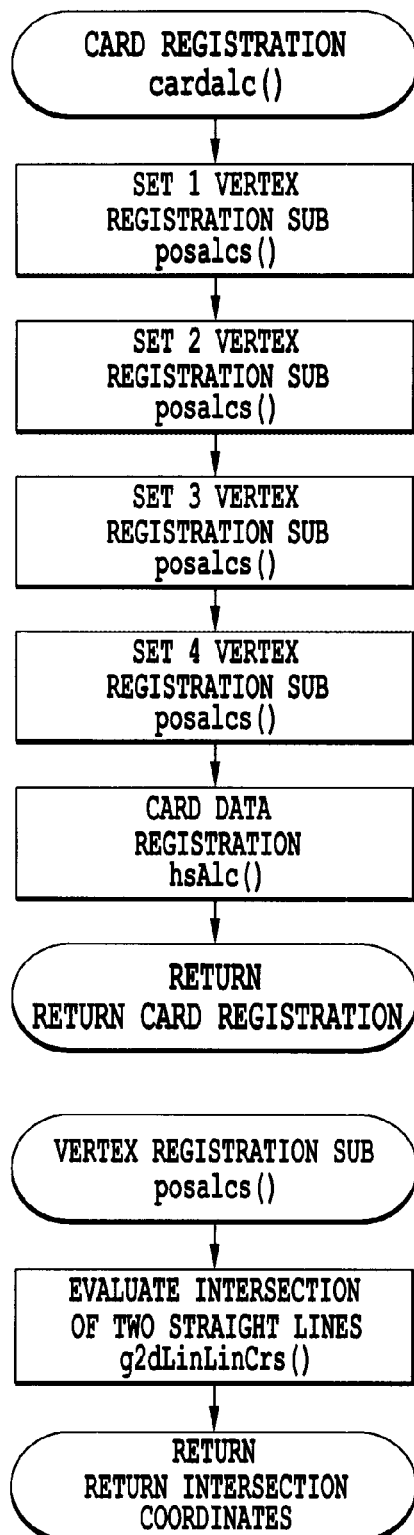 CARD REGISTRATION
cardalc()
SET 1 VERTEX
REGISTRATION SUB
posalcs()
SET 2 VERTEX
REGISTRATION SUB
posalcs()
SET 3 VERTEX
REGISTRATION SUB
posalcs()
SET 4 VERTEX
REGISTRATION SUB
posalcs()
CARD DATA
REGISTRATION
hsAlc()
RETURN
RETURN CARD REGISTRATION
VERTEX REGISTRATION SUB
posalcs()
EVALUATE INTERSECTION
OF TWO STRAIGHT LINES
g2dLinLinCrs()
RETURN
RETURN INTERSECTION
COORDINATES